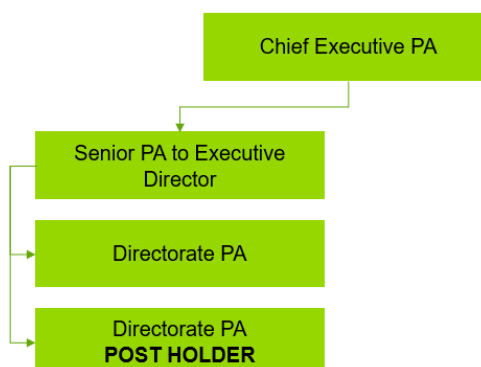 Chief Executive PA
Senior PA to Executive
Director
Directorate PA
Directorate PA
POST HOLDER